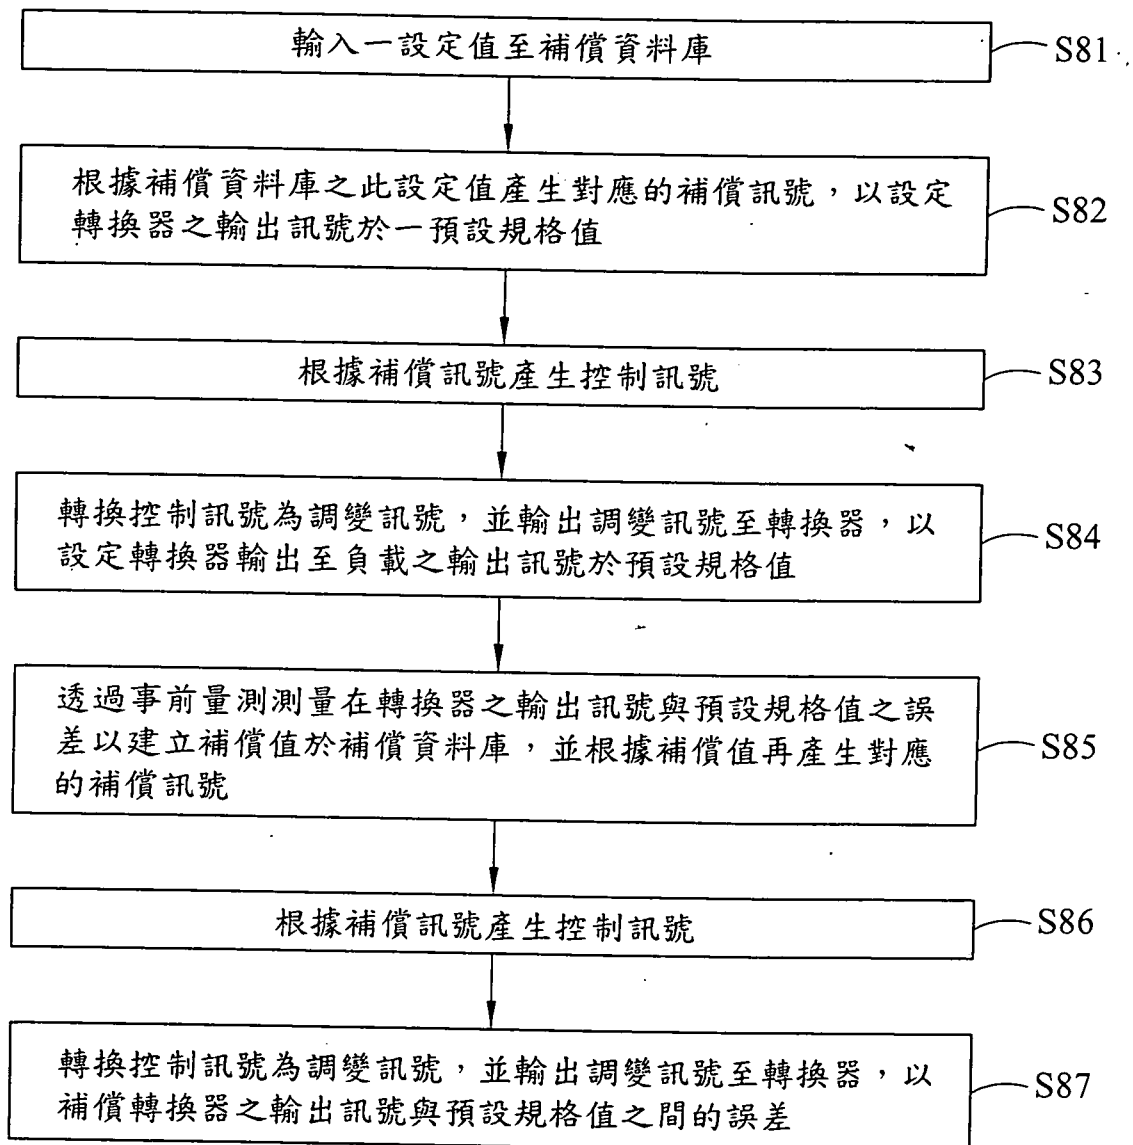 輸入一設定值至補償資料庫
S81
根據補償資料庫之此設定值產生對應的補償訊號，以設定
轉換器之輸出訊號於一預設規格值
S82
根據補償訊號產生控制訊號
S83
轉換控制訊號為調變訊號，並輸出調變訊號至轉換器，以
設定轉換器輸出至負載之輸出訊號於預設規格值
S84
透過事前量測測量在轉換器之輸出訊號與預設規格值之誤
差以建立補償值於補償資料庫，並根據補償值再產生對應
的補償訊號
S85
根據補償訊號產生控制訊號
S86
轉換控制訊號為調變訊號，並輸出調變訊號至轉換器，以
補償轉換器之輸出訊號與預設規格值之間的誤差
S87